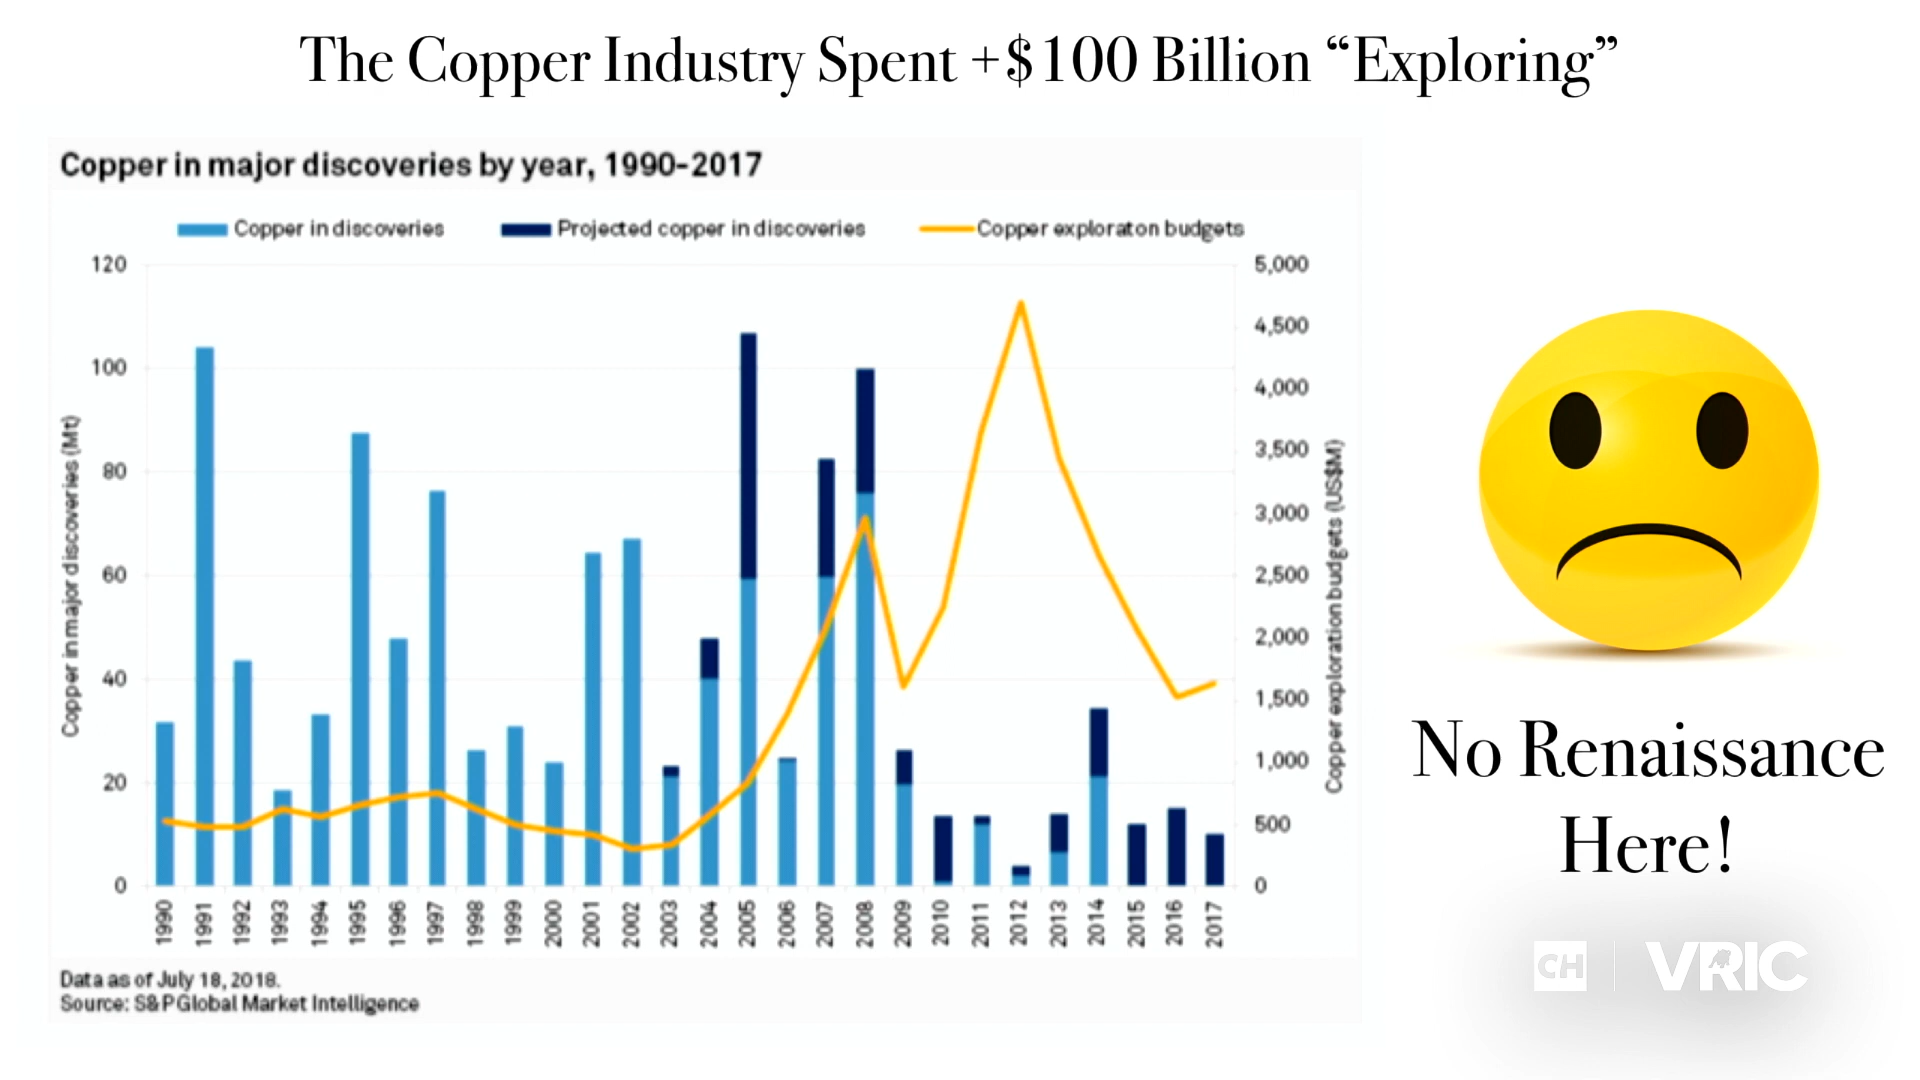 The Copper Industry Spent +$100 Billion “Exploring”
Copper in major discoveries by year, 1990-2017
Copper in discoveries
Projected copper in discoveries
Copper exploraton budgets
Copper in major discoveries (Mt)
120
100
80
60
40
20
0
5,000
4,500
4,000
3,500
3,000
2,500
2,000
1,500
1,000
500
0
Copper exploration budgets (US$M)
1990 1991 1992 1993 1994 1995 1996 1997 1998 1999 2000 2001 2002 2003 2004 2005 2006 2007 2008 2009 2010 2011 2012 2013 2014 2015 2016 2017
Data as of July 18, 2018.
Source: S&P Global Market Intelligence
No Renaissance
Here!
CH | VRIC